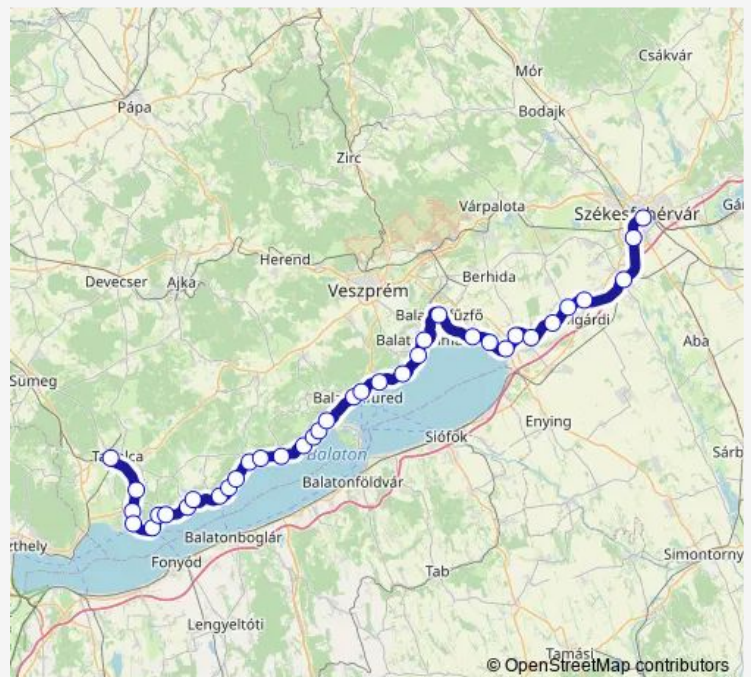 Csákvár
Mór
Pápa
Bodajk
Zirc
Várpalota
Székesfehérvár
Herend
Berhida
Devecser
Ajka
Veszprém
Aba
Sümeg
Enying
Siófok
Balaton
Balatonföldvár
Balatonboglár
Fonyód
Simontorny
Tab
Lengyeltóti
Tamási
© OpenStreetMap contributors